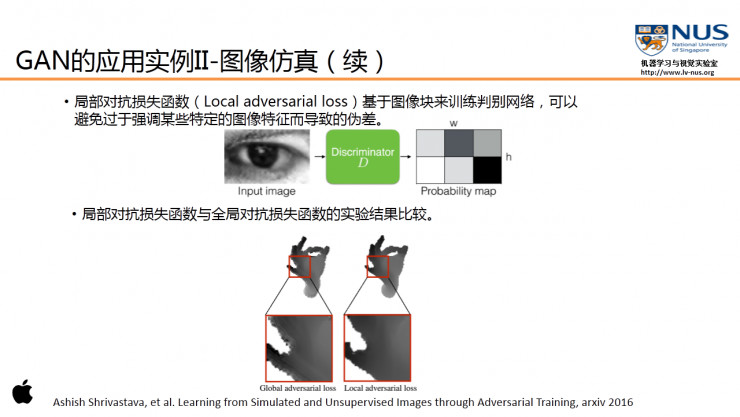 NUS
National University
of Singapore
机器学习与视觉实验室
http://www.lv-nus.org
GAN的应用实例II-图像仿真（续）
• 局部对抗损失函数（Local adversarial loss）基于图像块来训练判别网络，可以
避免过于强调某些特定的图像特征而导致的伪差。
w
Discriminator
D
h
Input image
Probability map
• 局部对抗损失函数与全局对抗损失函数的实验结果比较。
Global adversarial loss
Local adversarial loss
Ashish Shrivastava, et al. Learning from Simulated and Unsupervised Images through Adversarial Training, arxiv 2016